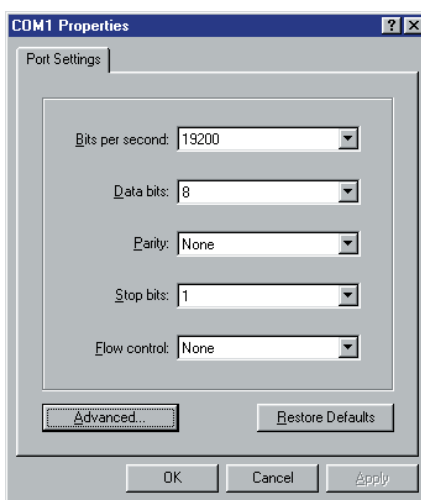 COM1 Properties
Port Settings
Bits per second: 19200
Data bits: 8
Parity: None
Stop bits: 1
Flow control: None
Advanced... Restore Defaults
OK Cancel Apply